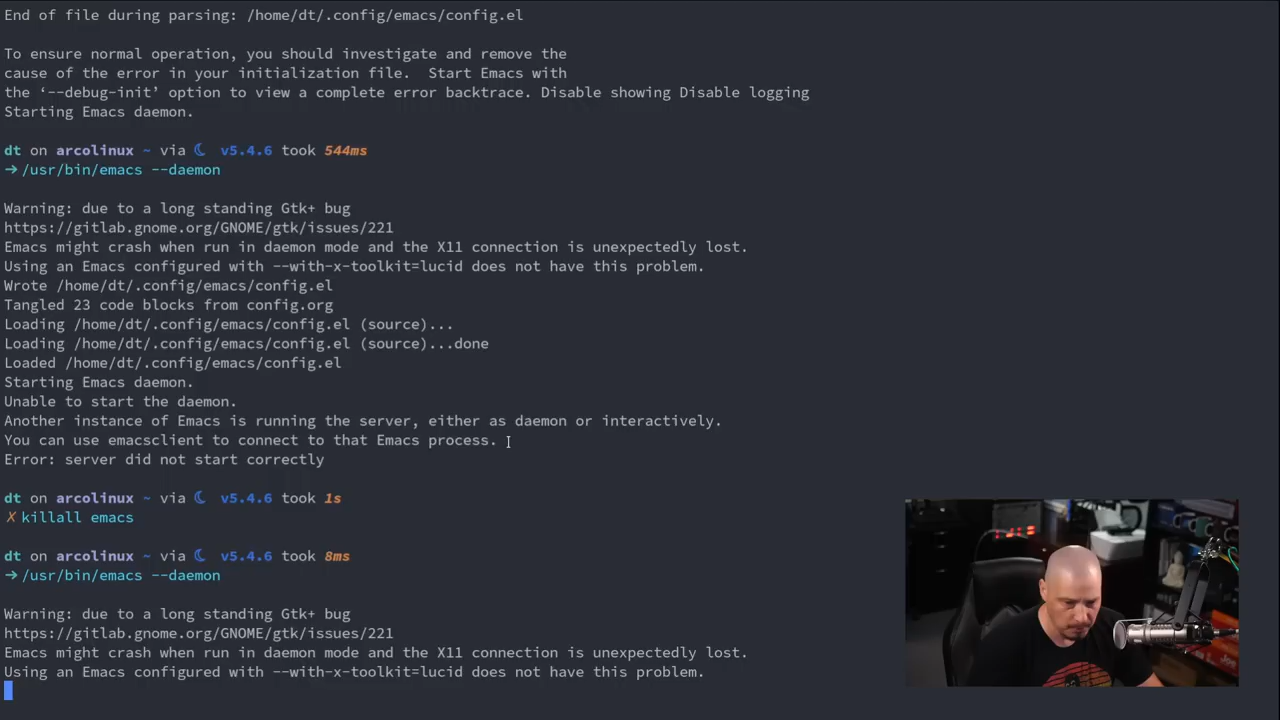 End of file during parsing: /home/dt/.config/emacs/config.el
To ensure normal operation, you should investigate and remove the
cause of the error in your initialization file.  Start Emacs with
the ‘--debug-init’ option to view a complete error backtrace. Disable showing Disable logging
Starting Emacs daemon.
dt on arcolinux ~ via ☾ v5.4.6 took 544ms
➜ /usr/bin/emacs --daemon
Warning: due to a long standing Gtk+ bug
https://gitlab.gnome.org/GNOME/gtk/issues/221
Emacs might crash when run in daemon mode and the X11 connection is unexpectedly lost.
Using an Emacs configured with --with-x-toolkit=lucid does not have this problem.
Wrote /home/dt/.config/emacs/config.el
Tangled 23 code blocks from config.org
Loading /home/dt/.config/emacs/config.el (source)...
Loading /home/dt/.config/emacs/config.el (source)...done
Loaded /home/dt/.config/emacs/config.el
Starting Emacs daemon.
Unable to start the daemon.
Another instance of Emacs is running the server, either as daemon or interactively.
You can use emacsclient to connect to that Emacs process.
Error: server did not start correctly
dt on arcolinux ~ via ☾ v5.4.6 took 1s
✗ killall emacs
dt on arcolinux ~ via ☾ v5.4.6 took 8ms
➜ /usr/bin/emacs --daemon
Warning: due to a long standing Gtk+ bug
https://gitlab.gnome.org/GNOME/gtk/issues/221
Emacs might crash when run in daemon mode and the X11 connection is unexpectedly lost.
Using an Emacs configured with --with-x-toolkit=lucid does not have this problem.